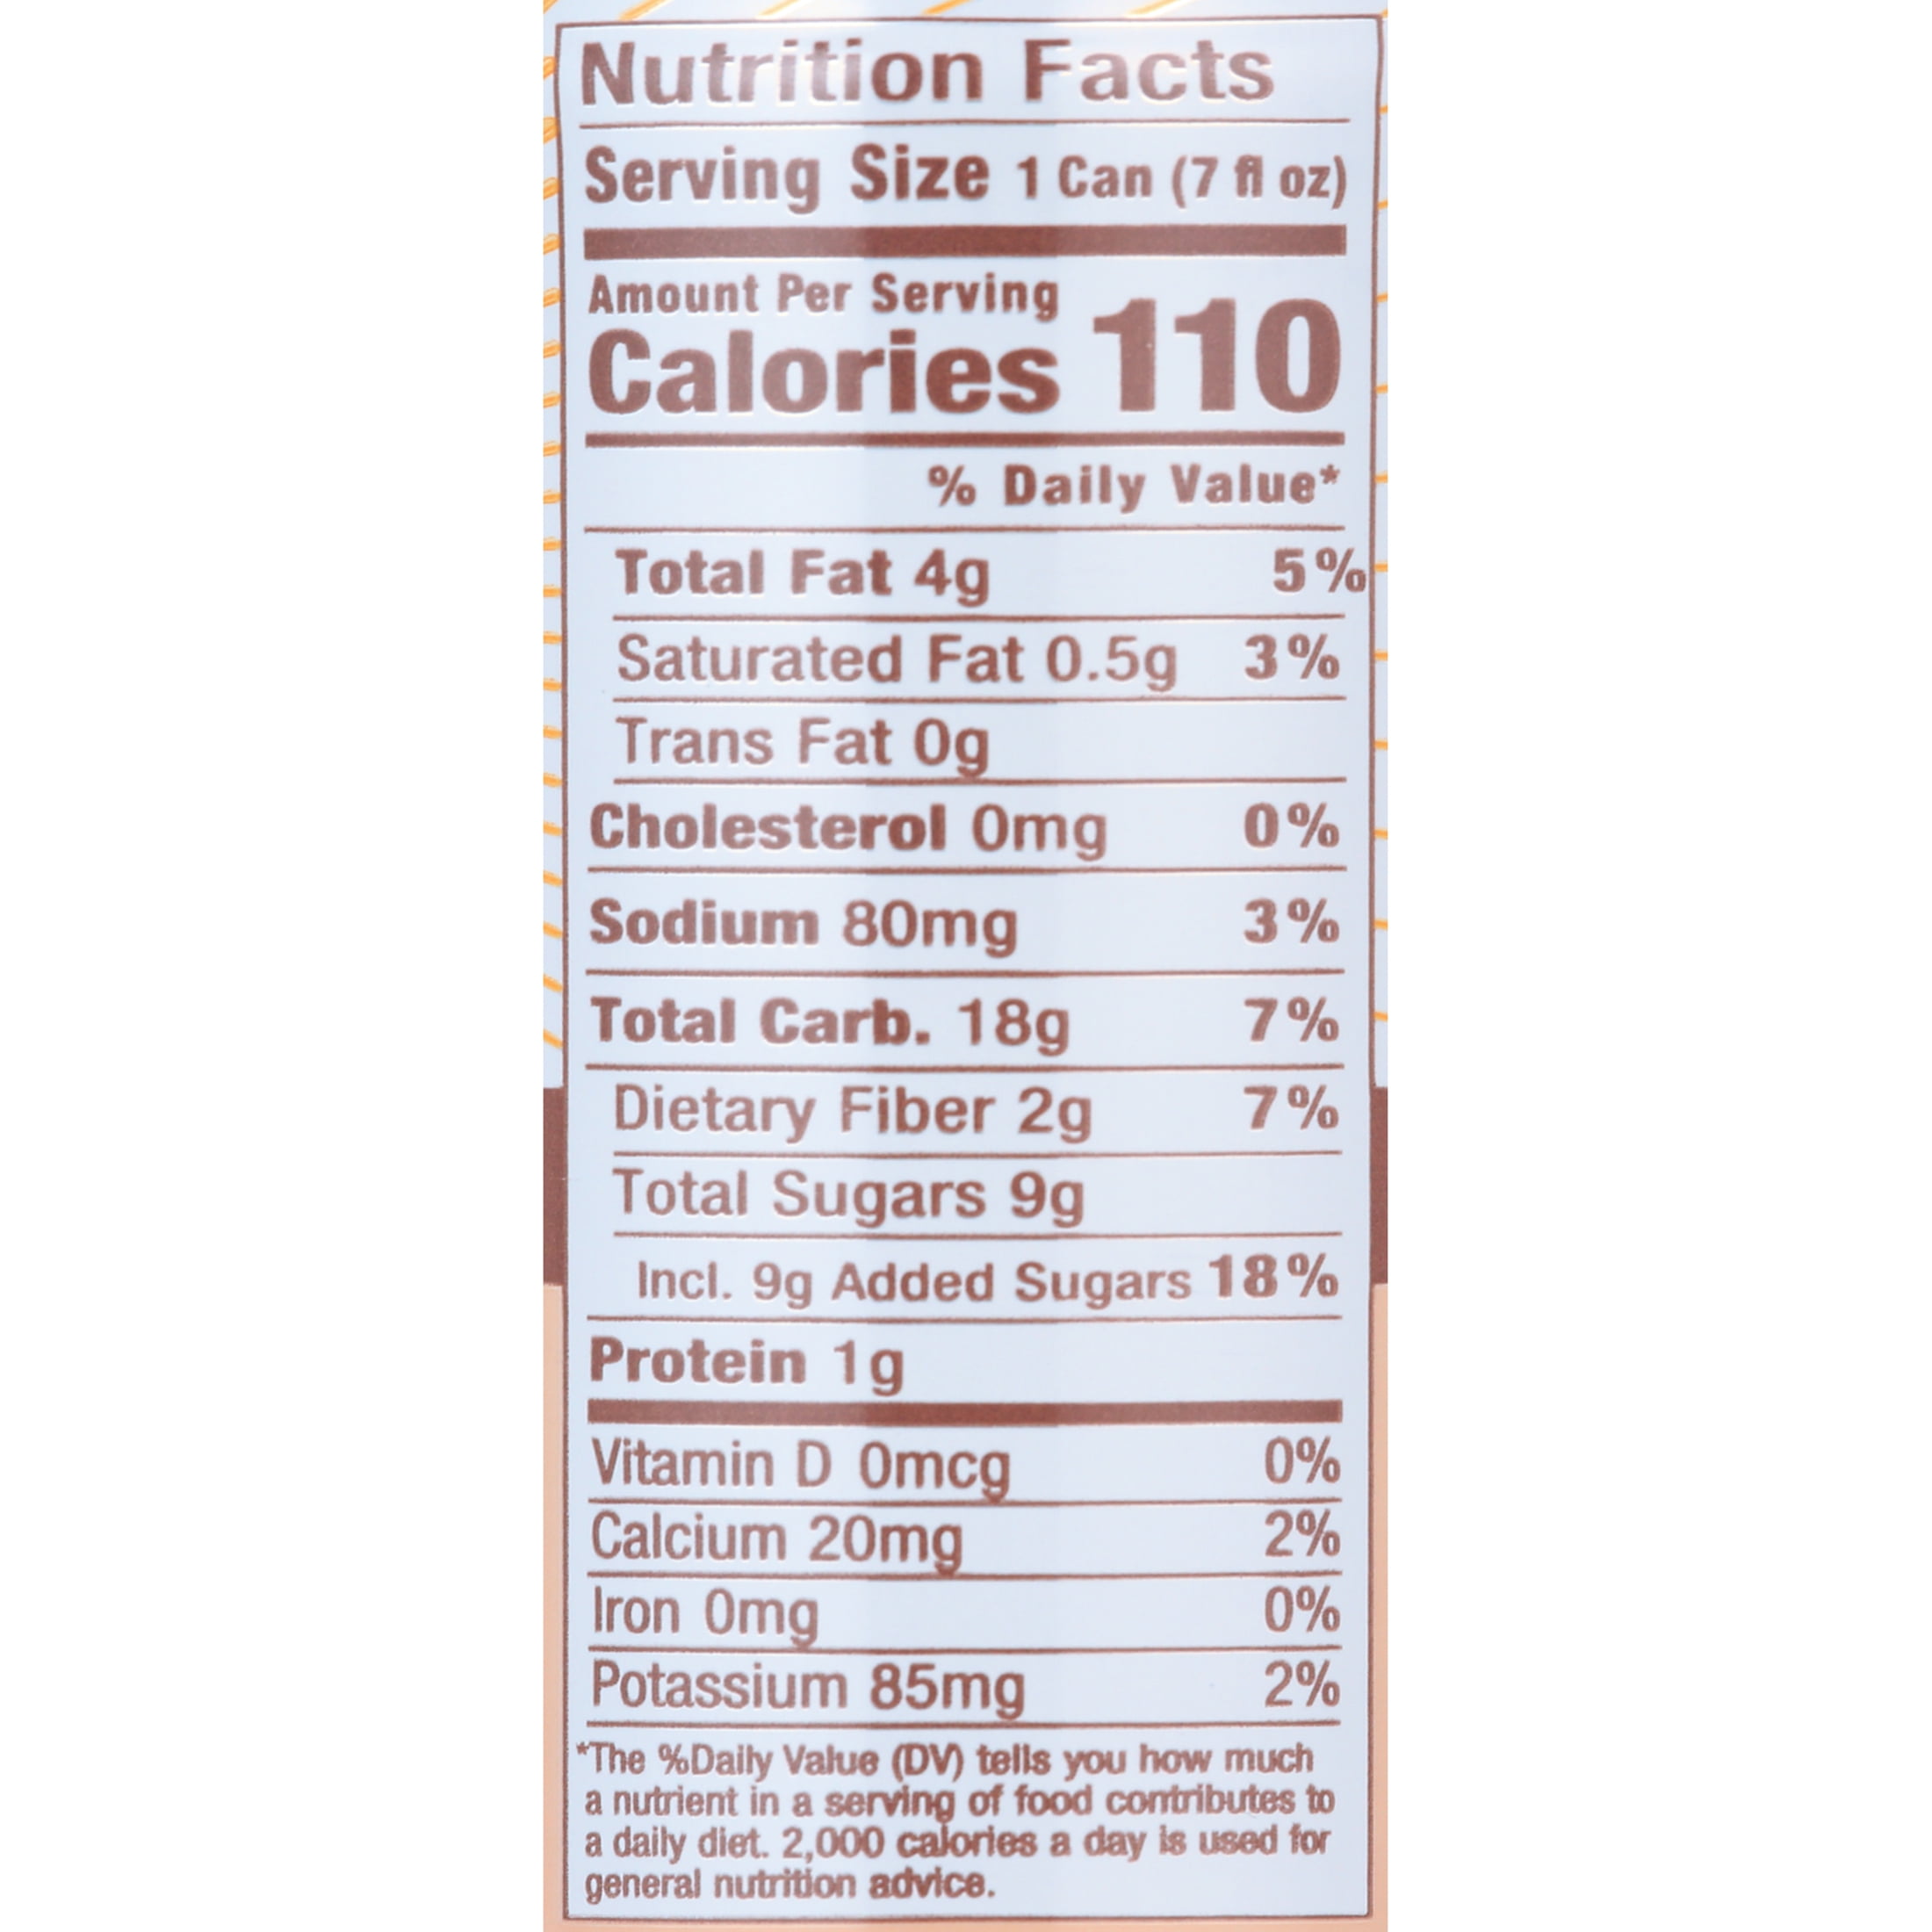 Nutrition Facts
Serving Size 1 Can (7 fl oz)
Amount Per Serving
Calories 110
% Daily Value*
Total Fat 4g 5%
Saturated Fat 0.5g 3%
Trans Fat 0g
Cholesterol 0mg 0%
Sodium 80mg 3%
Total Carb. 18g 7%
Dietary Fiber 2g 7%
Total Sugars 9g
Incl. 9g Added Sugars 18%
Protein 1g
Vitamin D 0mcg 0%
Calcium 20mg 2%
Iron 0mg 0%
Potassium 85mg 2%
*The %Daily Value (DV) tells you how much
a nutrient in a serving of food contributes to
a daily diet. 2,000 calories a day is used for
general nutrition advice.